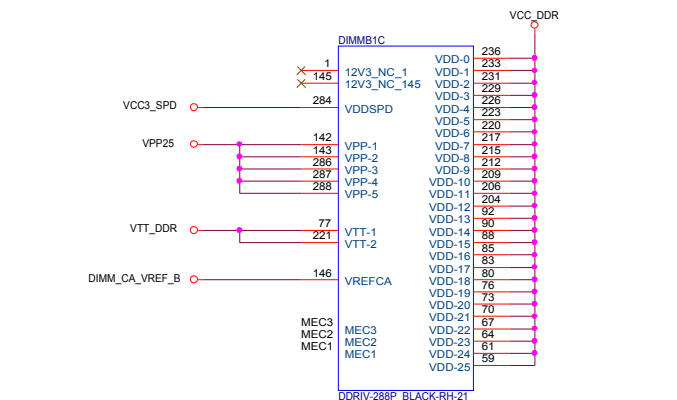 VCC_DDR
DIMMB1C
1 12V3_NC_1
145 12V3_NC_145
VCC3_SPD 284 VDDSPD
VPP25 142 VPP-1
143 VPP-2
286 VPP-3
287 VPP-4
288 VPP-5
VTT_DDR 77 VTT-1
221 VTT-2
DIMM_CA_VREF_B 146 VREFCA
MEC3 MEC3
MEC2 MEC2
MEC1 MEC1
VDD-0 236
VDD-1 233
VDD-2 231
VDD-3 229
VDD-4 226
VDD-5 223
VDD-6 220
VDD-7 217
VDD-8 215
VDD-9 212
VDD-10 209
VDD-11 206
VDD-12 204
VDD-13 92
VDD-14 90
VDD-15 88
VDD-16 85
VDD-17 83
VDD-18 80
VDD-19 76
VDD-20 73
VDD-21 70
VDD-22 67
VDD-23 64
VDD-24 61
VDD-25 59
DDRIV-288P_BLACK-RH-21